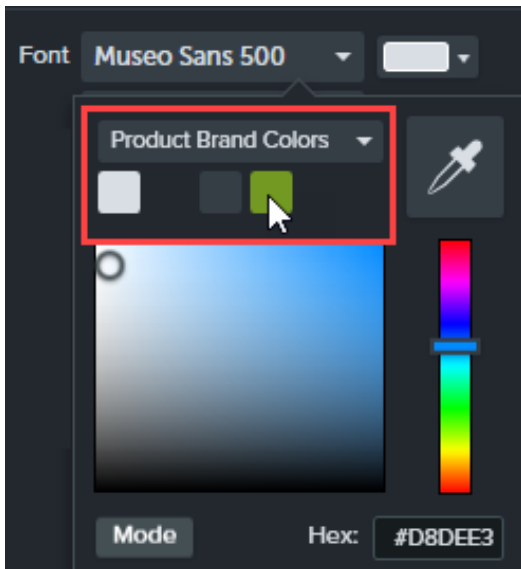 Font Museo Sans 500
Product Brand Colors
Mode Hex: #D8DEE3